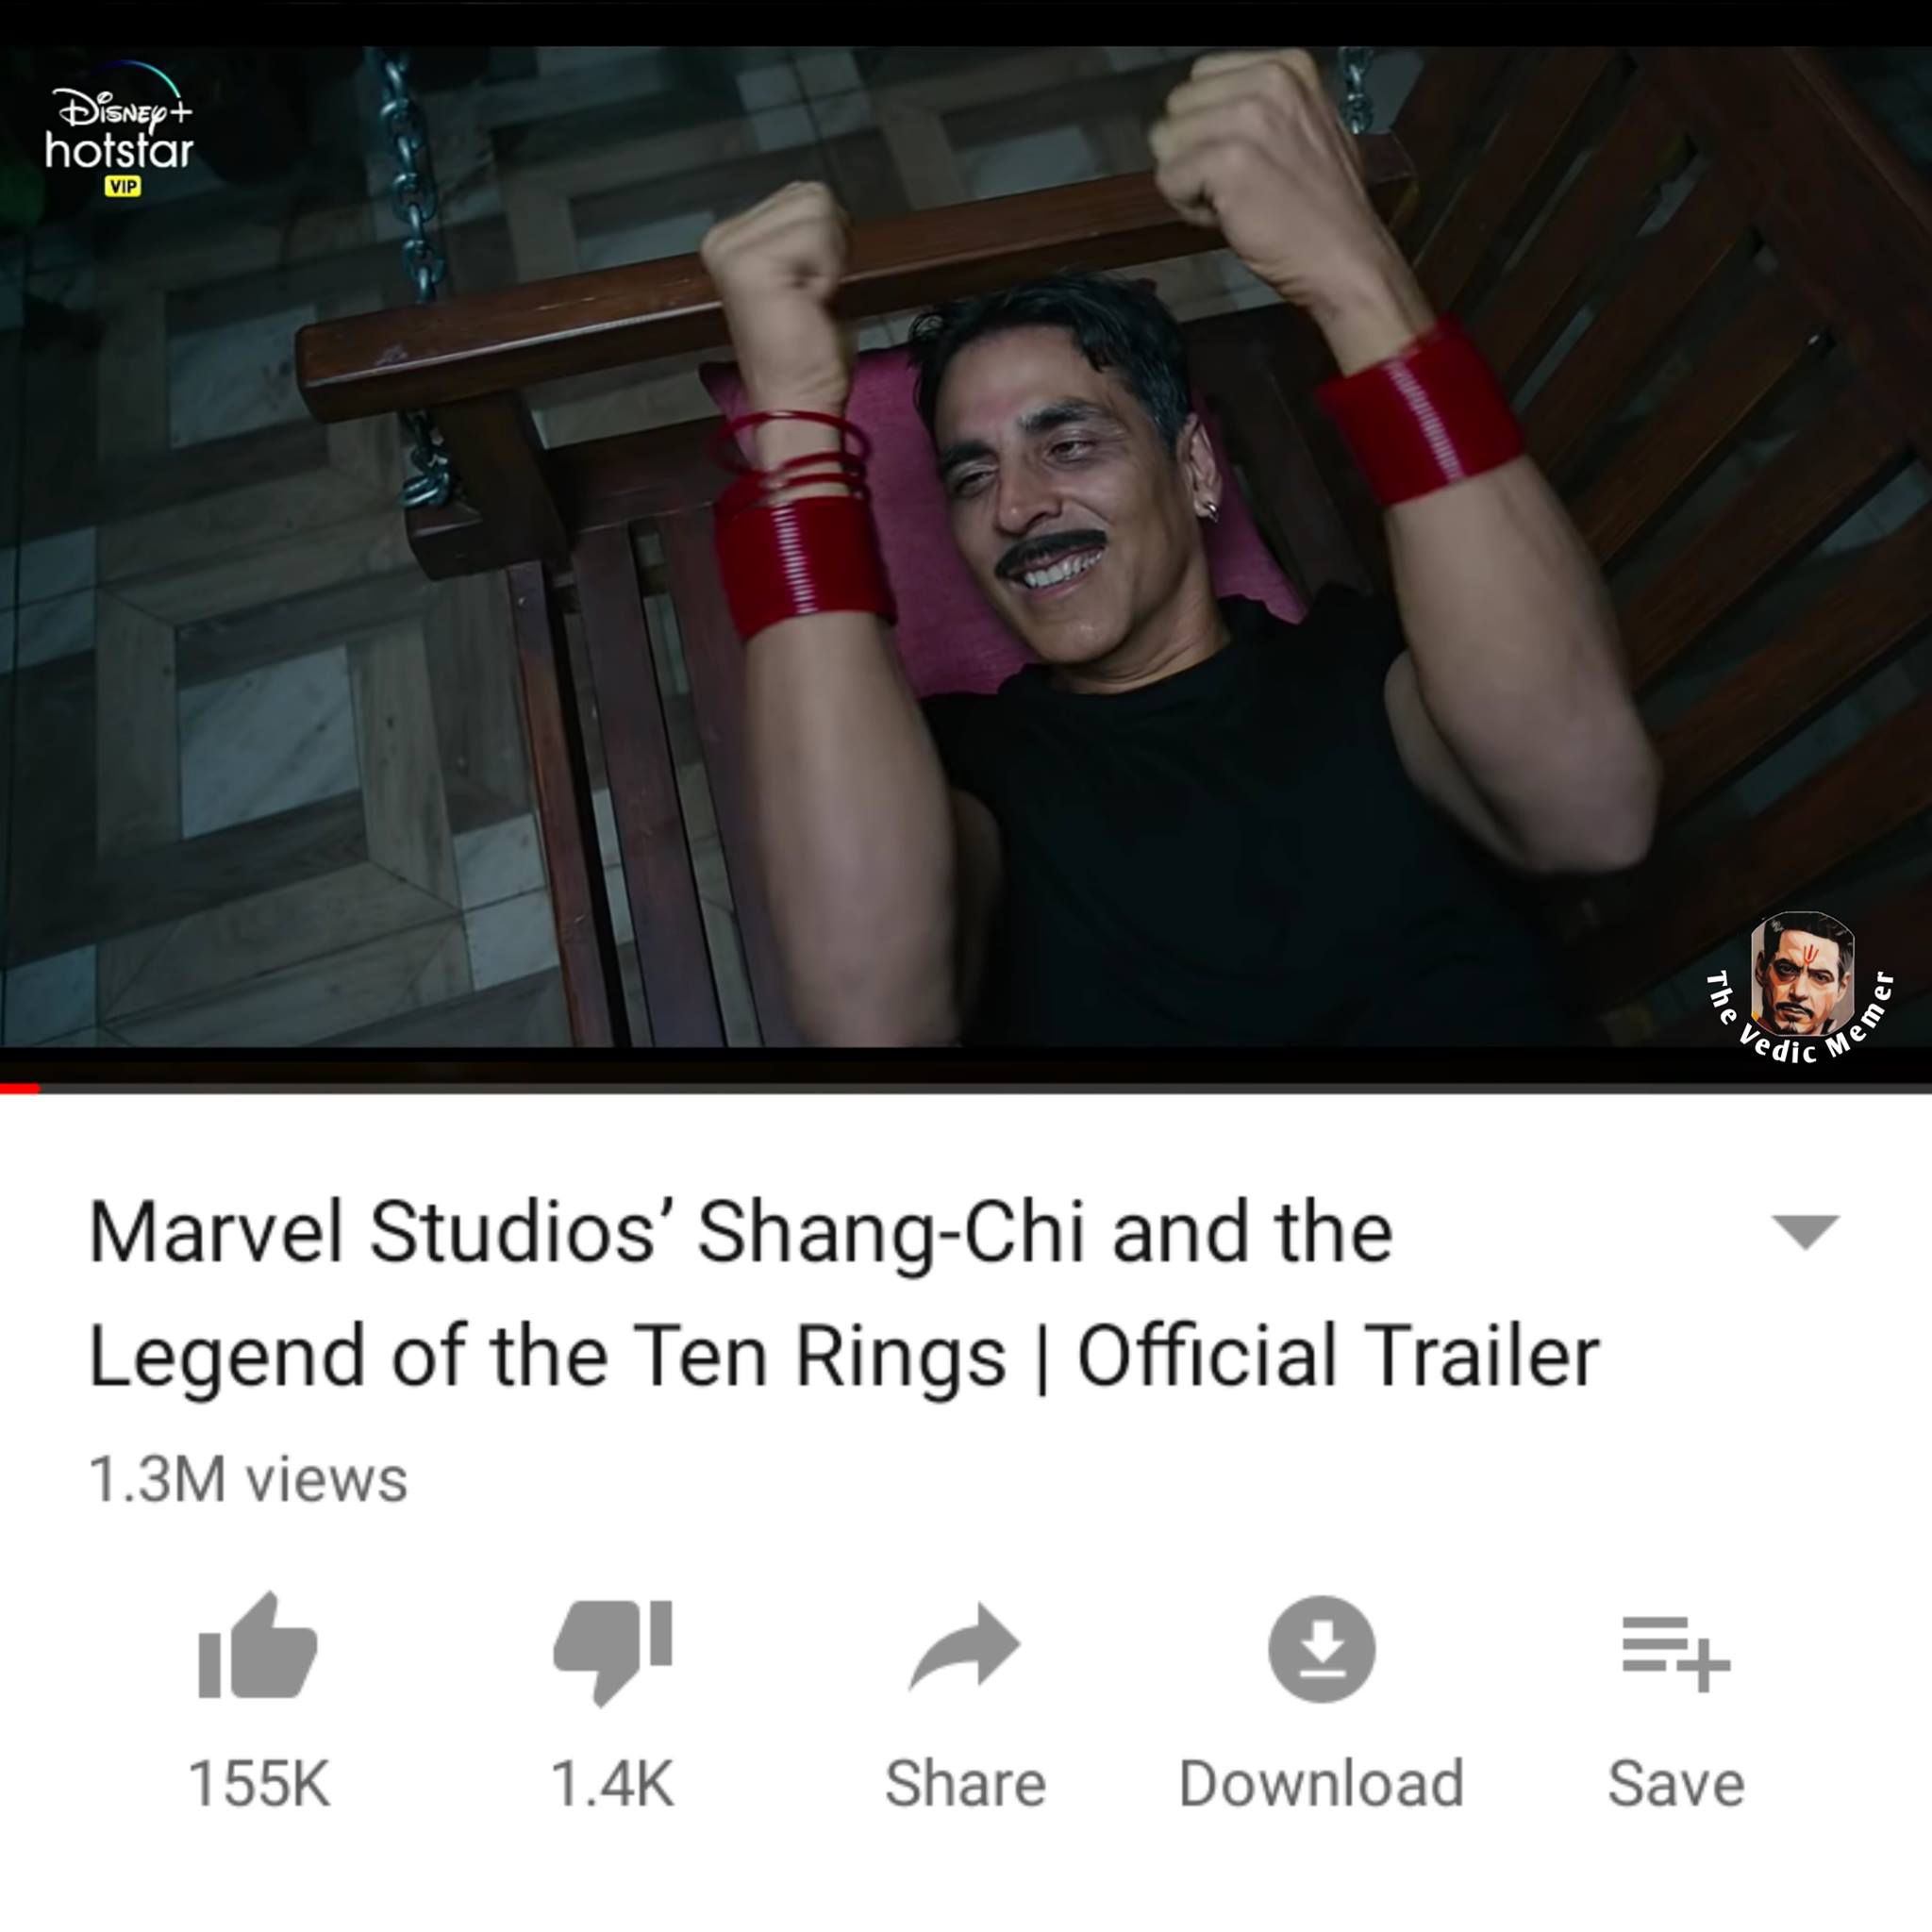 Disney+
hotstar
VIP
The Vedic Memer
Marvel Studios’ Shang-Chi and the
Legend of the Ten Rings | Official Trailer
1.3M views
155K
1.4K
Share
Download
Save